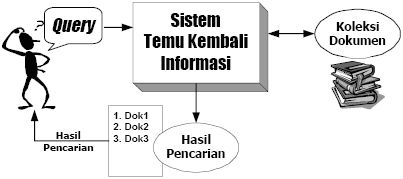 Query
Sistem
Temu Kembali
Informasi
Koleksi
Dokumen
1. Dok1
2. Dok2
3. Dok3
Hasil
Pencarian
Hasil
Pencarian